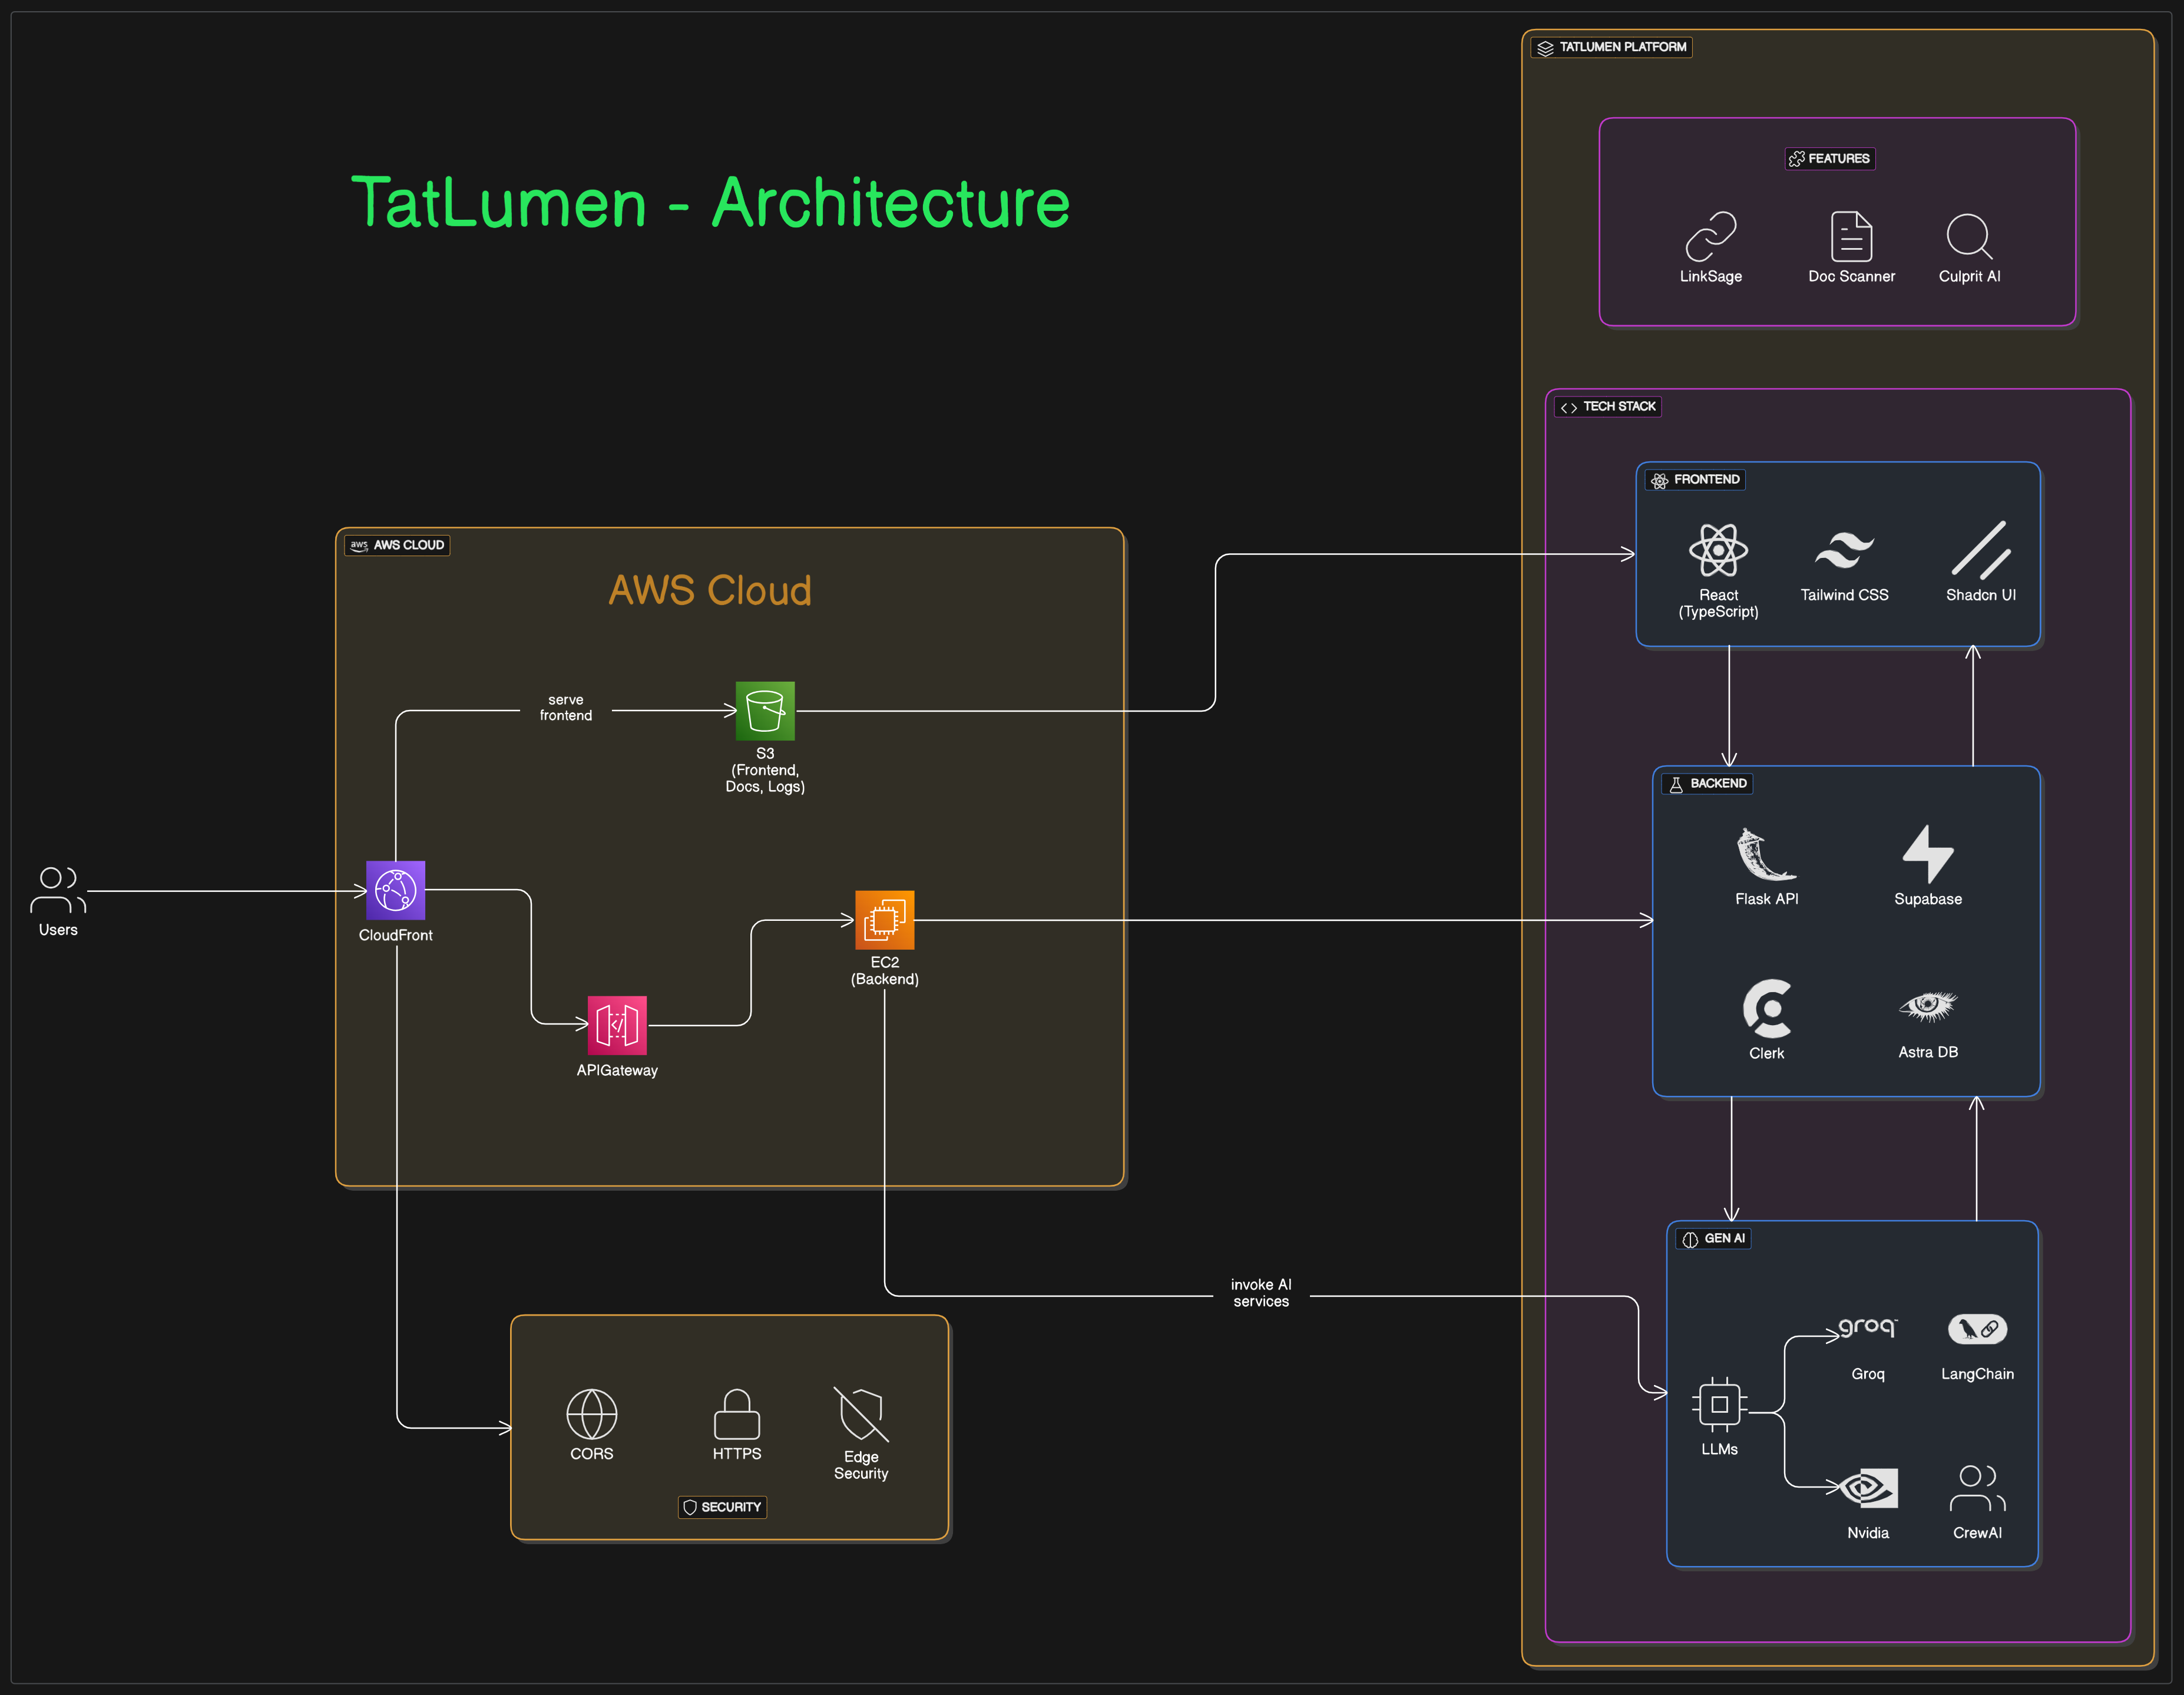 TATLUMEN PLATFORM
FEATURES
TatLumen - Architecture
LinkSage
Doc Scanner
Culprit AI
TECH STACK
FRONTEND
React
(TypeScript)
Tailwind CSS
Shadcn UI
aws
AWS CLOUD
AWS Cloud
serve
frontend
S3
(Frontend,
Docs, Logs)
BACKEND
Flask API
Supabase
Users
CloudFront
EC2
(Backend)
APIGateway
Clerk
Astra DB
GEN AI
invoke AI
services
groq
Groq
LangChain
LLMs
Nvidia
CrewAI
CORS
HTTPS
Edge
Security
SECURITY